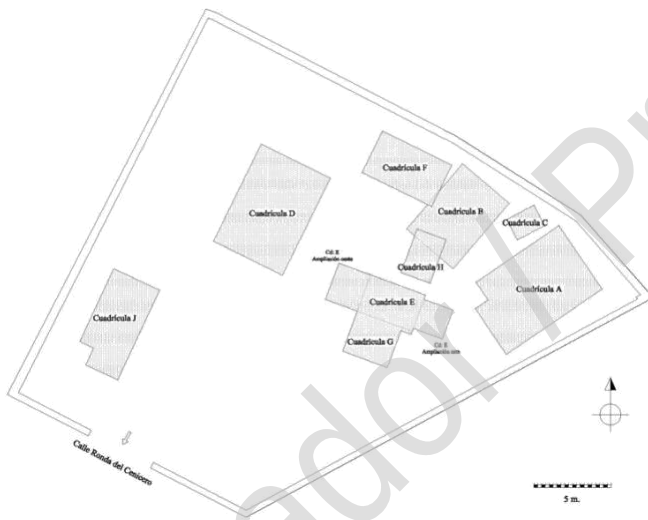 Cuadrícula F
Cuadrícula D
Cuadrícula B
Cuadrícula C
Cuadrícula H
Cuadrícula A
Cuadrícula E
Cuadrícula J
Cuadrícula G
Calle Ronda del Cenicero
5 m.